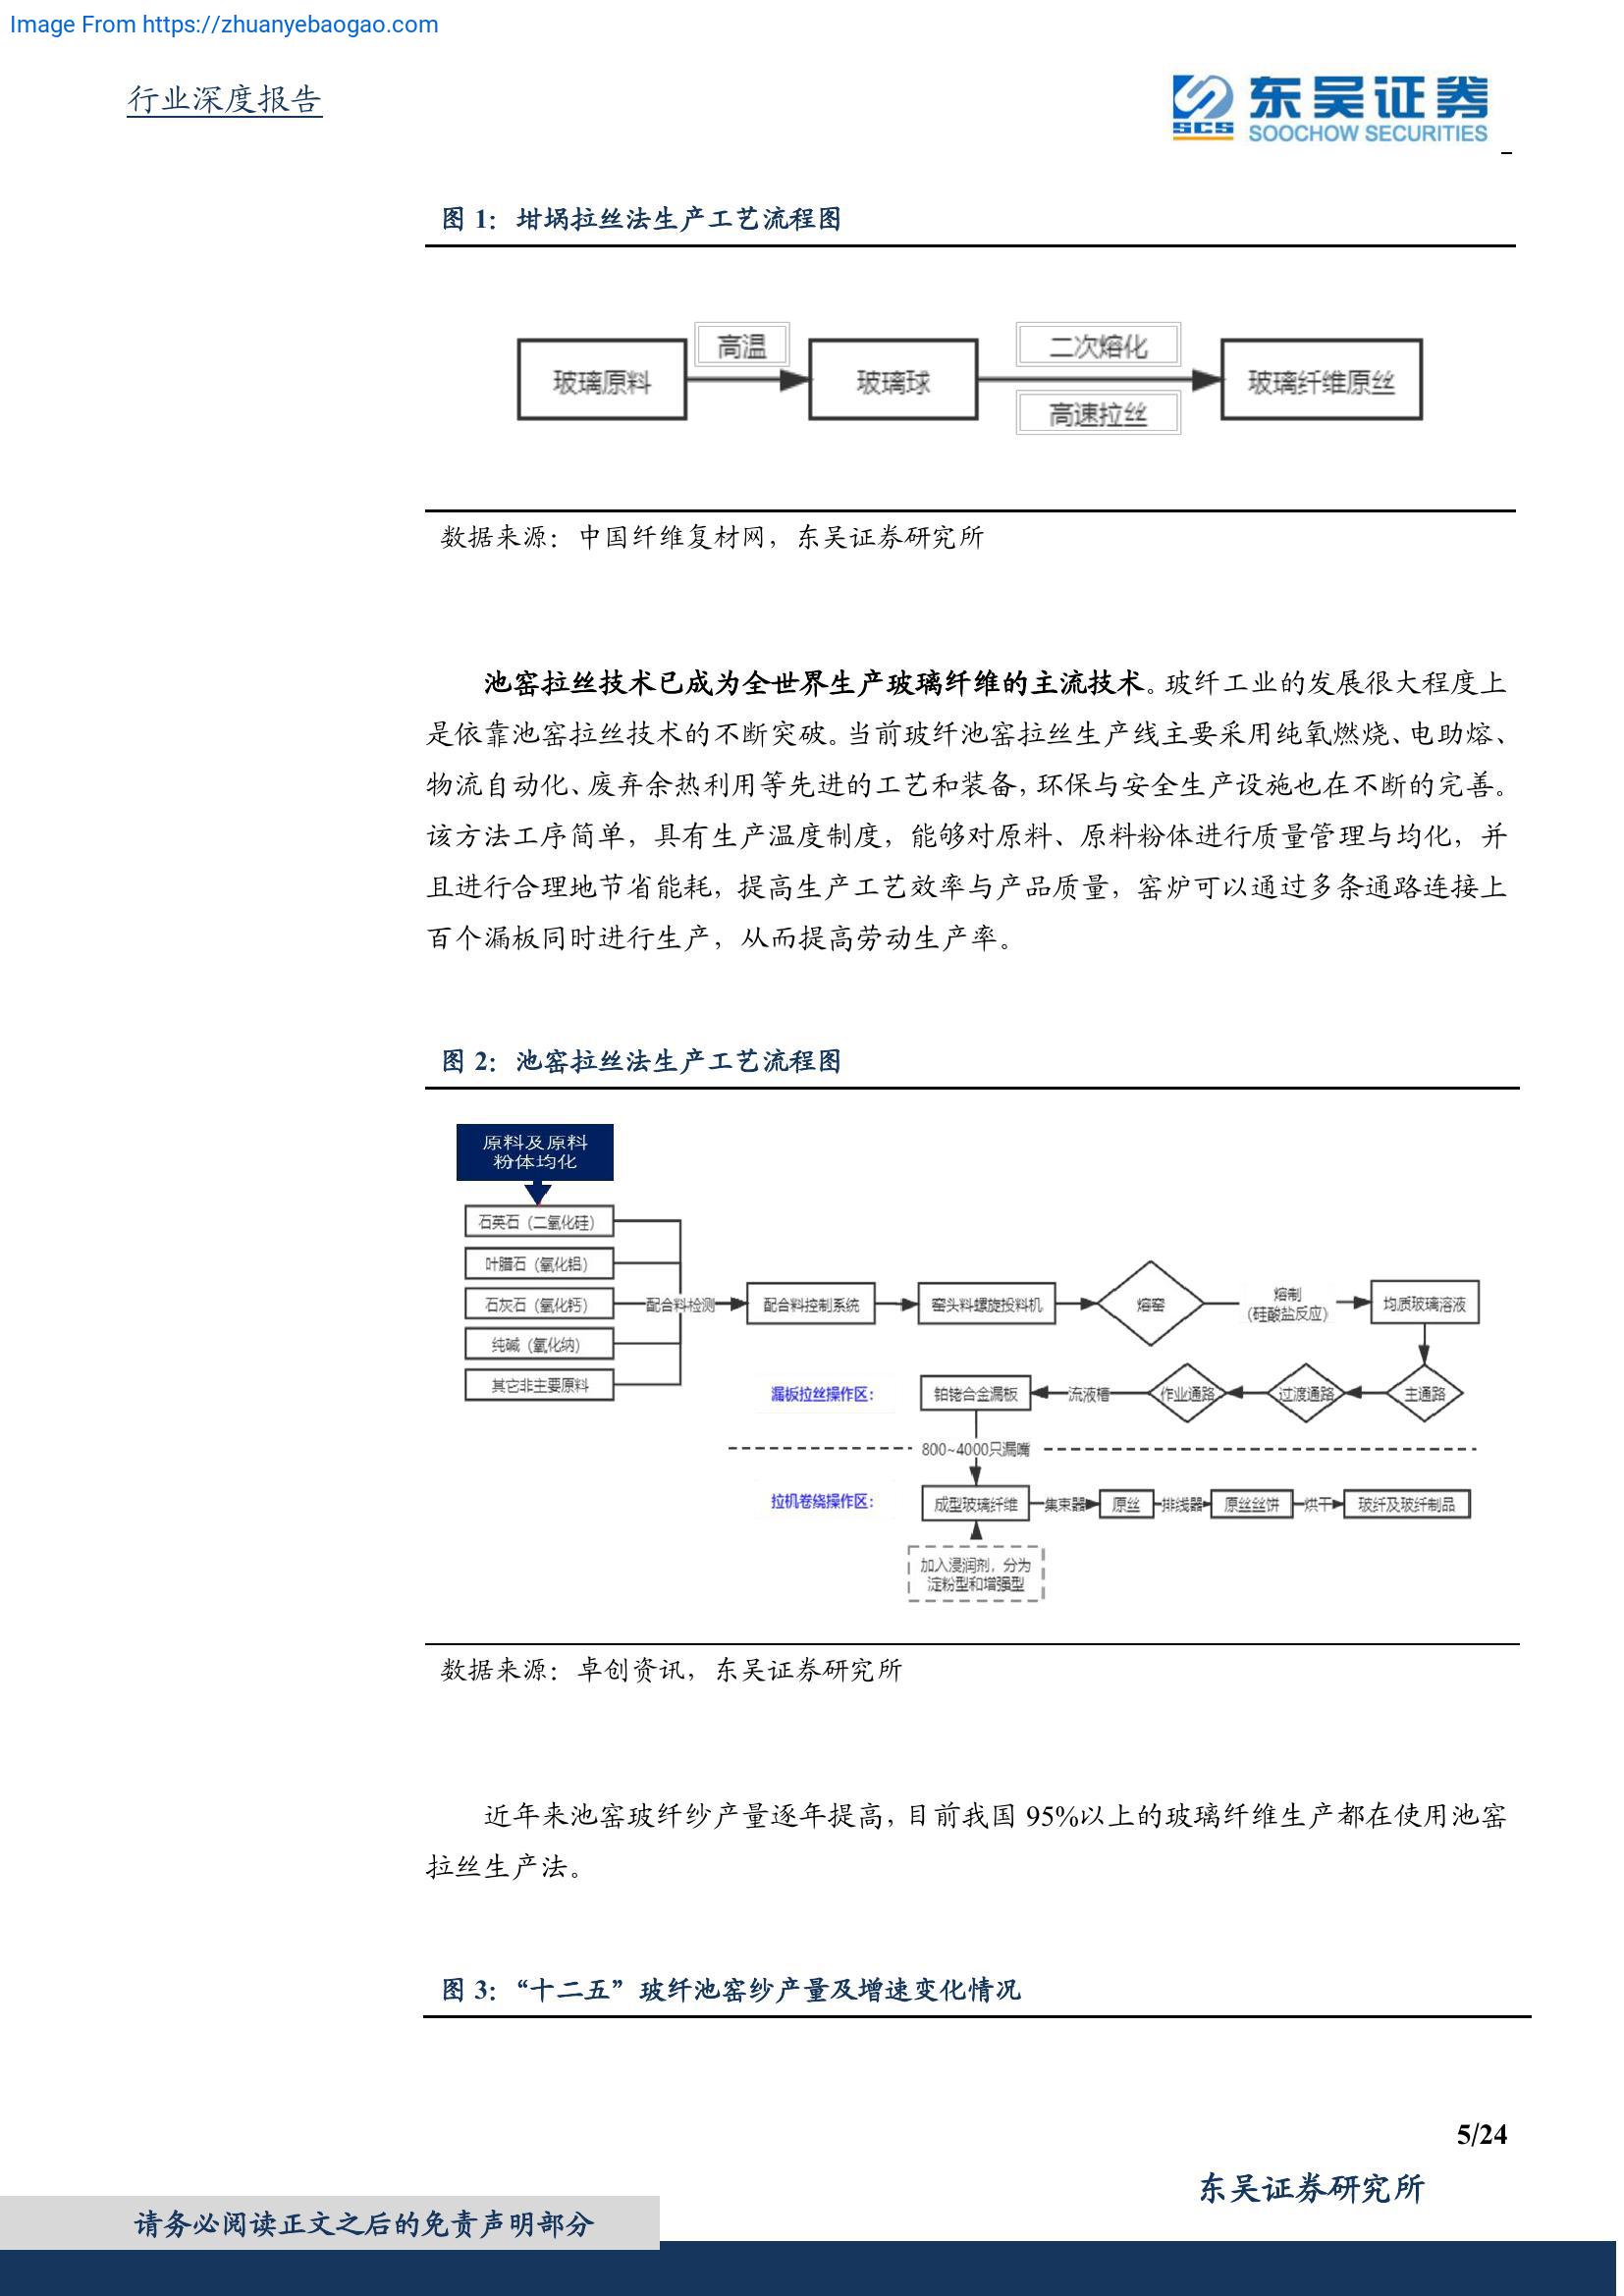 Image From https://zhuanyebaogao.com
行业深度报告
东吴证券
SCS
SOOCHOW SECURITIES
图 1：坩埚拉丝法生产工艺流程图
高温
二次熔化
玻璃原料
玻璃球
玻璃纤维原丝
高速拉丝
数据来源：中国纤维复材网，东吴证券研究所
池窑拉丝技术已成为全世界生产玻璃纤维的主流技术。玻纤工业的发展很大程度上
是依靠池窑拉丝技术的不断突破。当前玻纤池窑拉丝生产线主要采用纯氧燃烧、电助熔、
物流自动化、废弃余热利用等先进的工艺和装备，环保与安全生产设施也在不断的完善。
该方法工序简单，具有生产温度制度，能够对原料、原料粉体进行质量管理与均化，并
且进行合理地节省能耗，提高生产工艺效率与产品质量，窑炉可以通过多条通路连接上
百个漏板同时进行生产，从而提高劳动生产率。
图 2：池窑拉丝法生产工艺流程图
原料及原料
粉体均化
石英石（二氧化硅）
叶腊石（氧化铝）
石灰石（氧化钙）
纯碱（氧化纳）
其它非主要原料
配合料检测
配合料控制系统
窑头料螺旋投料机
熔窑
熔制
（硅酸盐反应）
均质玻璃溶液
漏板拉丝操作区：
铂铑合金漏板
流液槽
作业通路
过渡通路
主通路
800~4000只漏嘴
拉机卷绕操作区：
成型玻璃纤维
集束器
原丝
排线器
原丝丝饼
烘干
玻纤及玻纤制品
加入浸润剂，分为
淀粉型和增强型
数据来源：卓创资讯，东吴证券研究所
近年来池窑玻纤纱产量逐年提高，目前我国 95%以上的玻璃纤维生产都在使用池窑
拉丝生产法。
图 3：“十二五”玻纤池窑纱产量及增速变化情况
5/24
东吴证券研究所
请务必阅读正文之后的免责声明部分